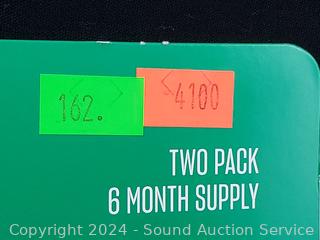 162.
4100
TWO PACK
6 MONTH SUPPLY
Copyright 2024 - Sound Auction Service